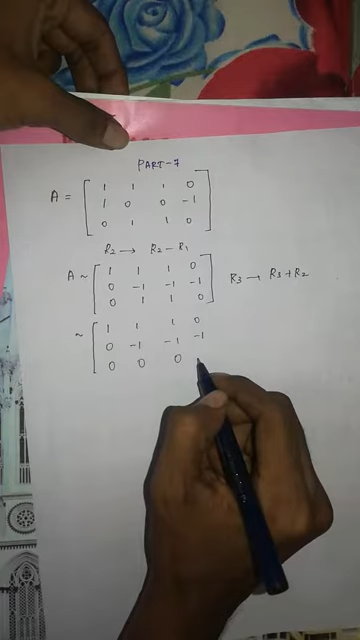 PART-7
A = [ 1 1 1 0
1 0 0 -1
0 1 1 0 ]
R2 → R2 - R1
A ~ [ 1 1 1 0
0 -1 -1 -1
0 1 1 0 ] R3 → R3 + R2
~ [ 1 1 1 0
0 -1 -1 -1
0 0 0